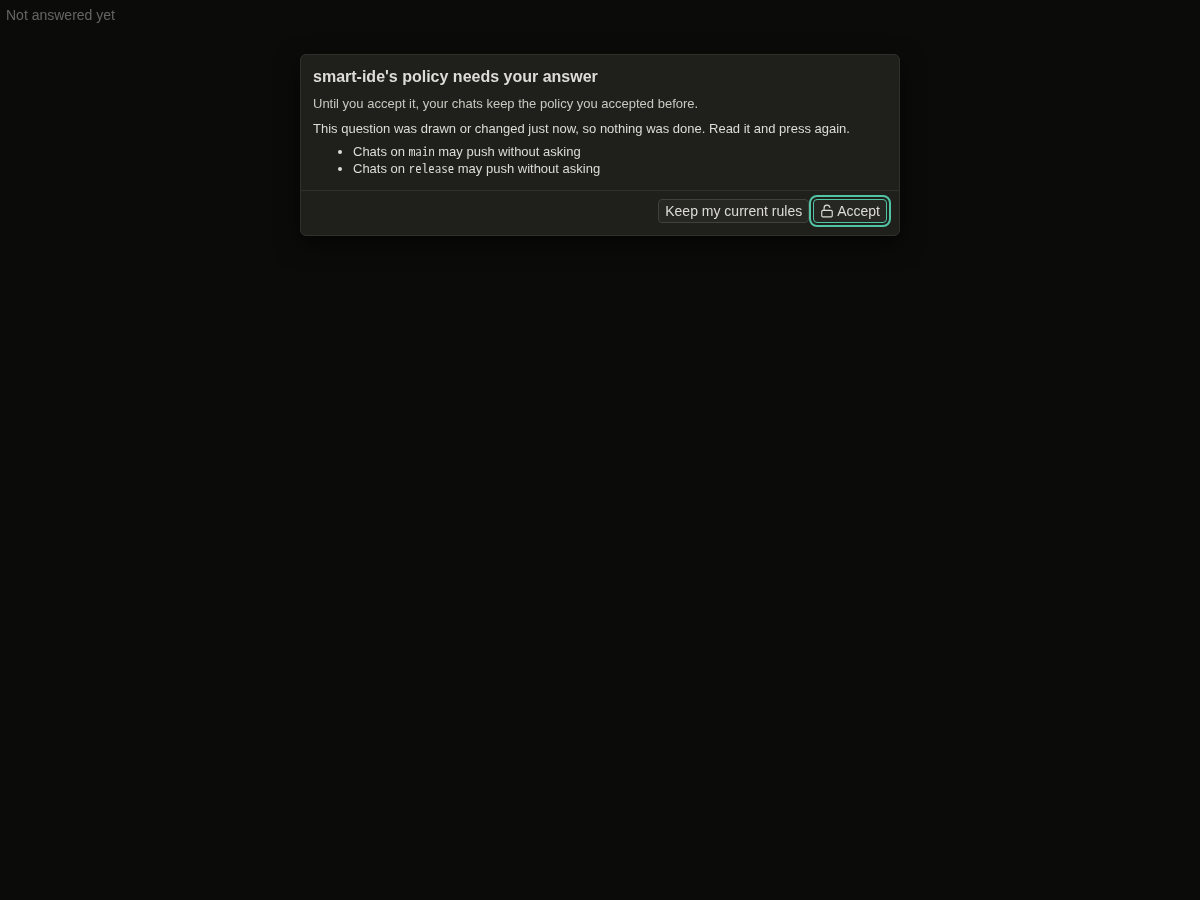 Not answered yet
smart-ide's policy needs your answer
Until you accept it, your chats keep the policy you accepted before.
This question was drawn or changed just now, so nothing was done. Read it and press again.
• Chats on main may push without asking
• Chats on release may push without asking
Keep my current rules Accept